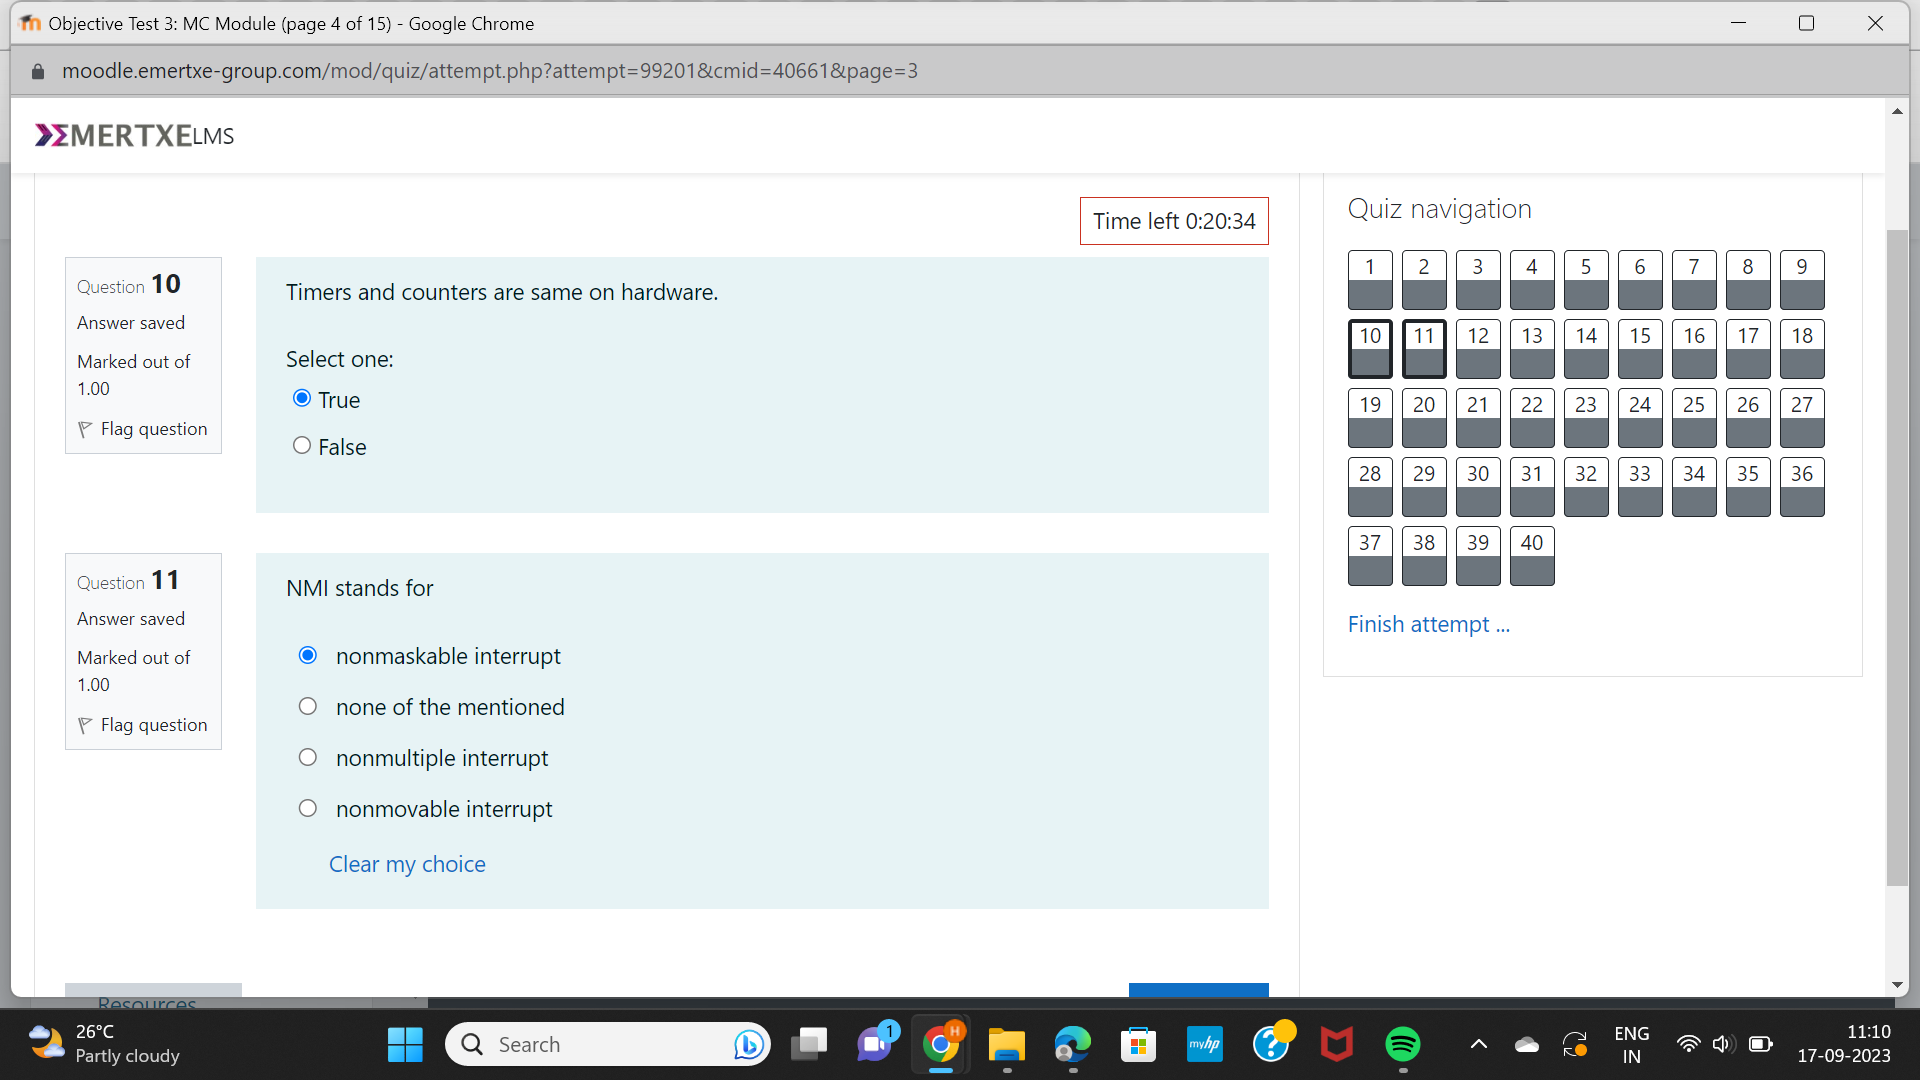 Objective Test 3: MC Module (page 4 of 15) - Google Chrome
moodle.emertxe-group.com/mod/quiz/attempt.php?attempt=99201&cmid=40661&page=3
EMERTXE LMS
Time left 0:20:34
Question 10
Answer saved
Marked out of
1.00
Flag question
Timers and counters are same on hardware.
Select one:
True
False
Question 11
Answer saved
Marked out of
1.00
Flag question
NMI stands for
nonmaskable interrupt
none of the mentioned
nonmultiple interrupt
nonmovable interrupt
Clear my choice
Quiz navigation
1 2 3 4 5 6 7 8 9
10 11 12 13 14 15 16 17 18
19 20 21 22 23 24 25 26 27
28 29 30 31 32 33 34 35 36
37 38 39 40
Finish attempt ...
Resources
26°C
Partly cloudy
Search
1
H
myhp
ENG
IN
11:10
17-09-2023